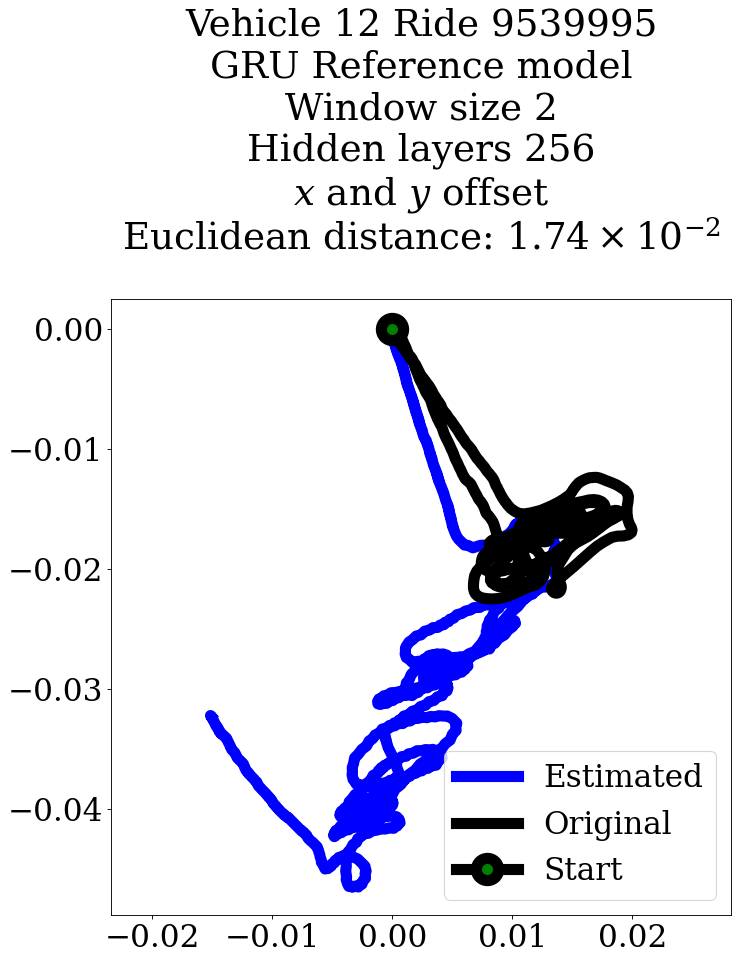 Vehicle 12 Ride 9539995
GRU Reference model
Window size 2
Hidden layers 256
x and y offset
Euclidean distance: 1.74 × 10⁻²
0.00
−0.01
−0.02
−0.03
−0.04
Estimated
Original
Start
−0.02 −0.01 0.00 0.01 0.02